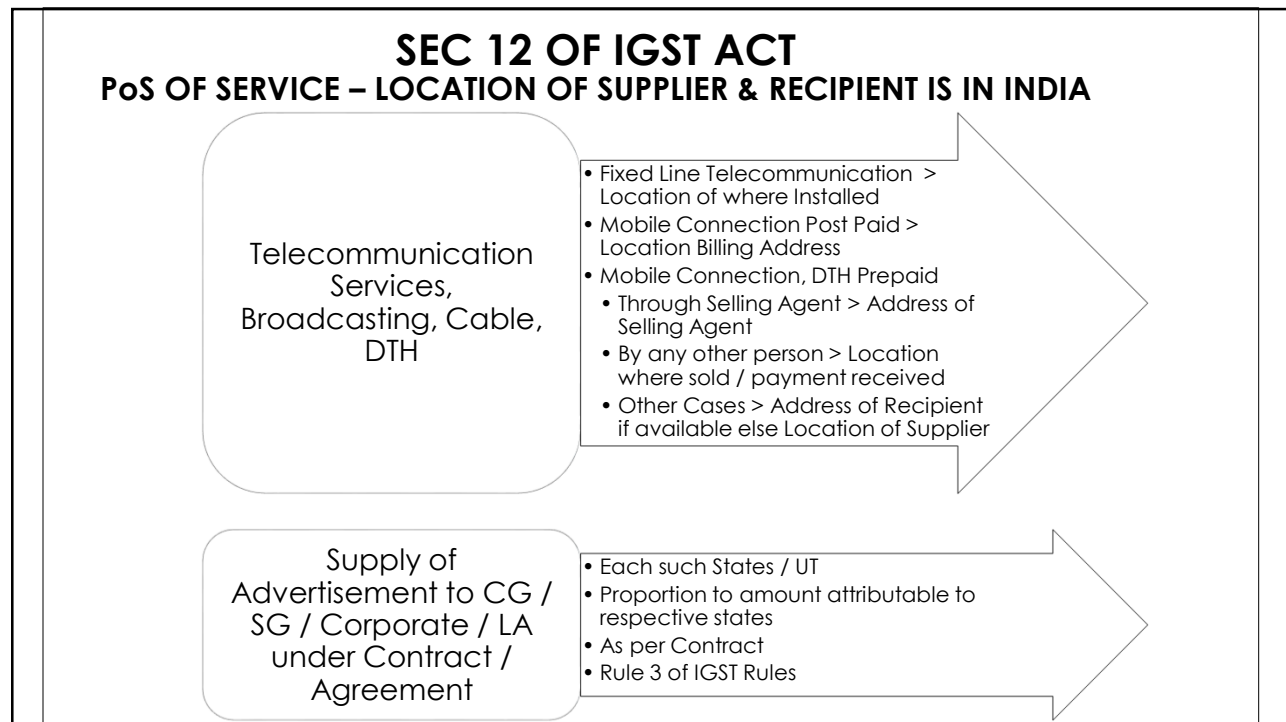 SEC 12 OF IGST ACT
PoS OF SERVICE – LOCATION OF SUPPLIER & RECIPIENT IS IN INDIA
Telecommunication
Services,
Broadcasting, Cable,
DTH
• Fixed Line Telecommunication >
Location of where Installed
• Mobile Connection Post Paid >
Location Billing Address
• Mobile Connection, DTH Prepaid
• Through Selling Agent > Address of
Selling Agent
• By any other person > Location
where sold / payment received
• Other Cases > Address of Recipient
if available else Location of Supplier
Supply of
Advertisement to CG /
SG / Corporate / LA
under Contract /
Agreement
• Each such States / UT
• Proportion to amount attributable to
respective states
• As per Contract
• Rule 3 of IGST Rules